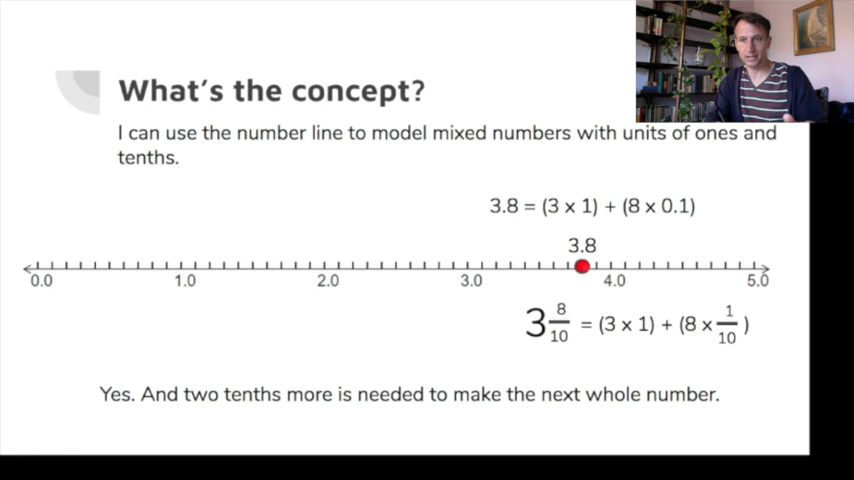 What's the concept?
I can use the number line to model mixed numbers with units of ones and
tenths.
3.8 = (3 x 1) + (8 x 0.1)
3.8
0.0 1.0 2.0 3.0 4.0 5.0
3 8/10 = (3 x 1) + (8 x 1/10 )
Yes. And two tenths more is needed to make the next whole number.